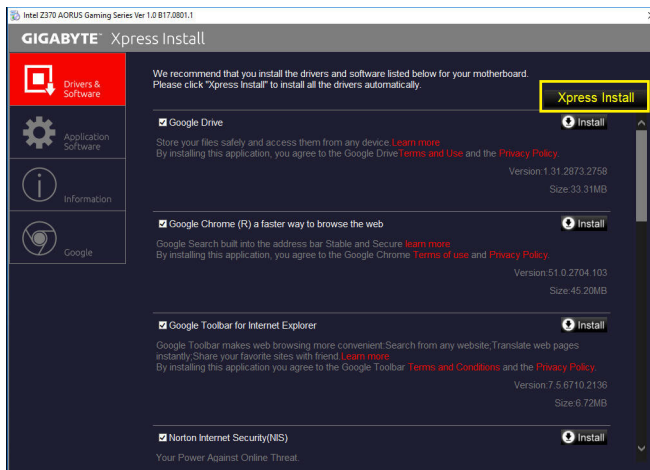 Intel Z370 AORUS Gaming Series Ver 1.0 B17.0801.1
GIGABYTE™ Xpress Install
Drivers &
Software
Application
Software
Information
Google
We recommend that you install the drivers and software listed below for your motherboard.
Please click "Xpress Install" to install all the drivers automatically.
Xpress Install
Google Drive
Install
Store your files safely and access them from any device.Learn more
By installing this application, you agree to the Google DriveTerms and Use and the Privacy Policy.
Version:1.31.2873.2758
Size:33.31MB
Google Chrome (R) a faster way to browse the web
Install
Google Search built into the address bar Stable and Secure learn more
By installing this application, you agree to the Google Chrome Terms of use and Privacy Policy.
Version:51.0.2704.103
Size:45.20MB
Google Toolbar for Internet Explorer
Install
Google Toolbar makes web browsing more convenient:Search from any website;Translate web pages
instantly;Share your favorite sites with friend.Learn more
By installing this application you agree to the Google Toolbar Terms and Conditions and the Privacy Policy.
Version:7.5.6710.2136
Size:6.72MB
Norton Internet Security(NIS)
Install
Your Power Against Online Threat.